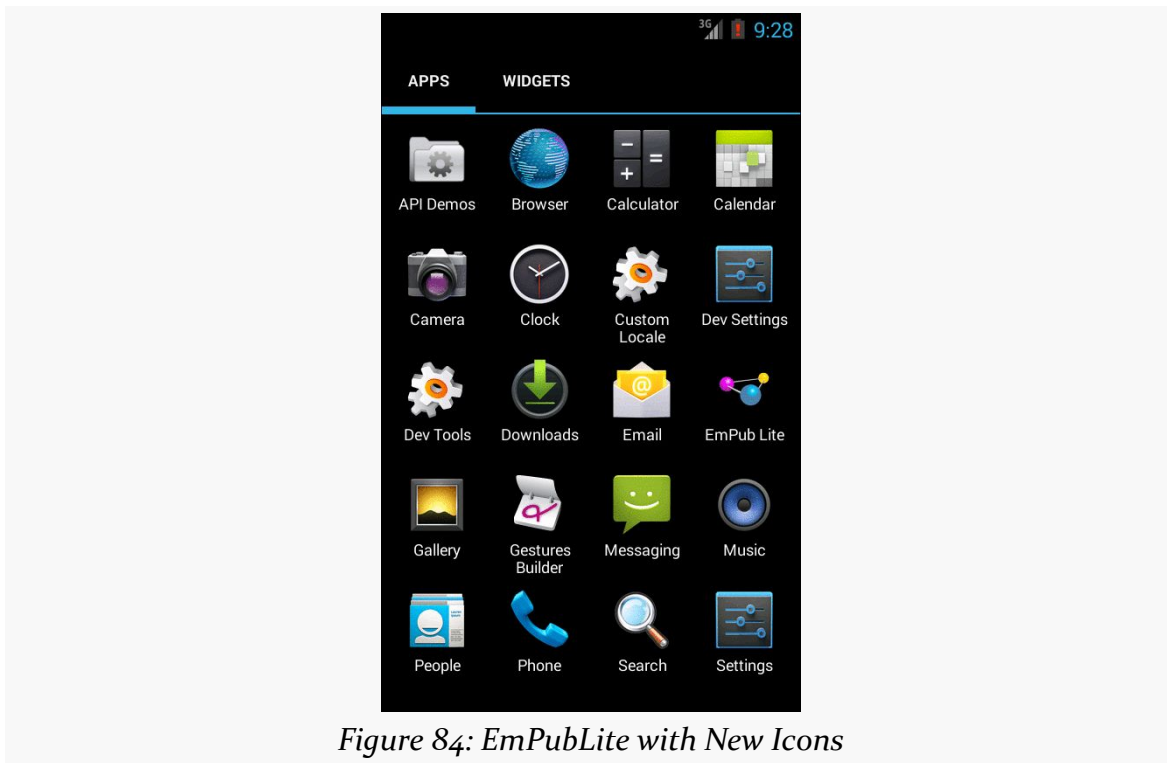 3G 9:28
APPS WIDGETS
API Demos Browser Calculator Calendar
Camera Clock Custom Locale Dev Settings
Dev Tools Downloads Email EmPub Lite
Gallery Gestures Builder Messaging Music
People Phone Search Settings
Figure 84: EmPubLite with New Icons